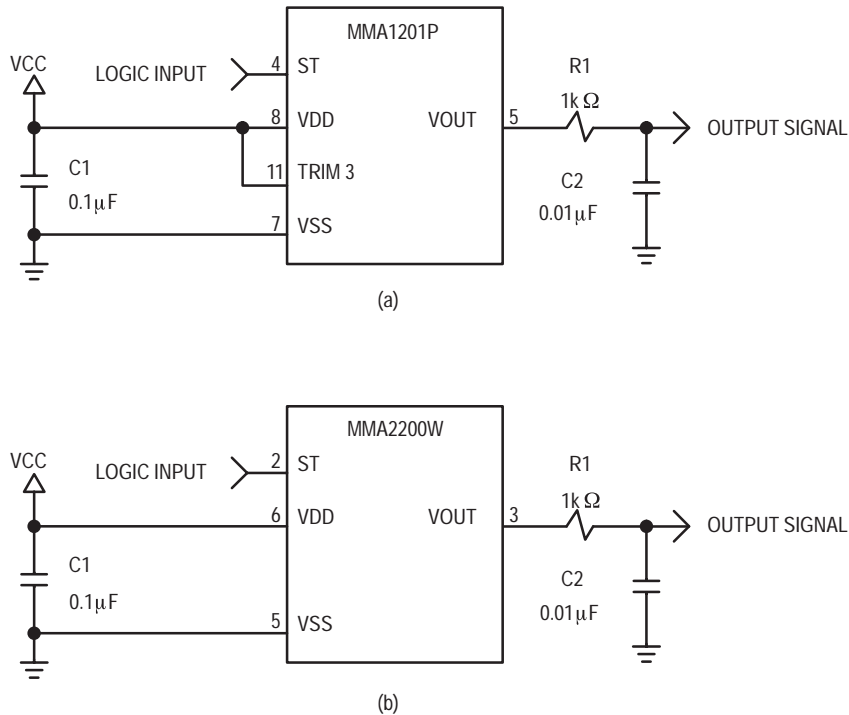 MMA1201P
VCC
LOGIC INPUT
4
ST
R1
1k Ω
8
VDD
VOUT
5
OUTPUT SIGNAL
C1
0.1µF
11
TRIM 3
C2
0.01µF
7
VSS
(a)
MMA2200W
VCC
LOGIC INPUT
2
ST
R1
1k Ω
6
VDD
VOUT
3
OUTPUT SIGNAL
C1
0.1µF
C2
0.01µF
5
VSS
(b)